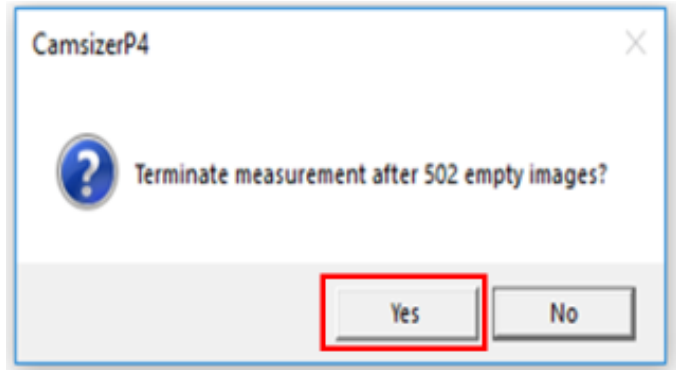 CamsizerP4
Terminate measurement after 502 empty images?
Yes
No